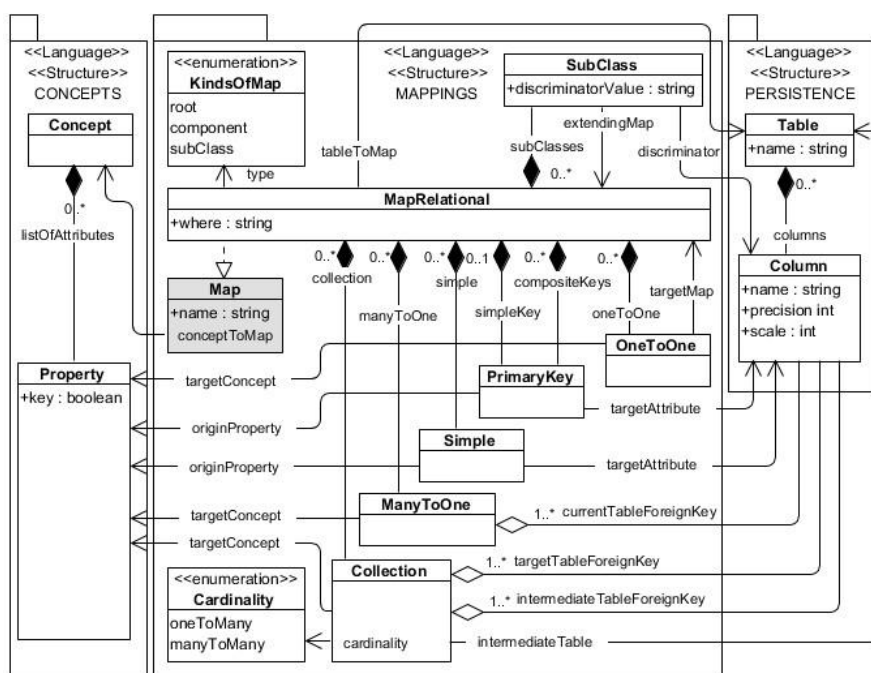 <<Language>>
<<Structure>>
CONCEPTS
Concept
0..*
listOfAttributes
Property
+key : boolean
<<enumeration>>
KindsOfMap
root
component
subClass
type
tableToMap
<<Language>>
<<Structure>>
MAPPINGS
SubClass
+discriminatorValue : string
extendingMap
subClasses
0..*
discriminator
MapRelational
+where : string
0..*
collection
0..*
manyToOne
0..*
simple
0..1
simpleKey
0..*
compositeKeys
0..*
oneToOne
targetMap
Map
+name : string
conceptToMap
OneToOne
targetConcept
PrimaryKey
originProperty
targetAttribute
Simple
originProperty
targetAttribute
ManyToOne
targetConcept
1..*
currentTableForeignKey
targetConcept
Collection
1..*
targetTableForeignKey
1..*
intermediateTableForeignKey
cardinality
intermediateTable
<<enumeration>>
Cardinality
oneToMany
manyToMany
<<Language>>
<<Structure>>
PERSISTENCE
Table
+name : string
0..*
columns
Column
+name : string
+precision int
+scale : int